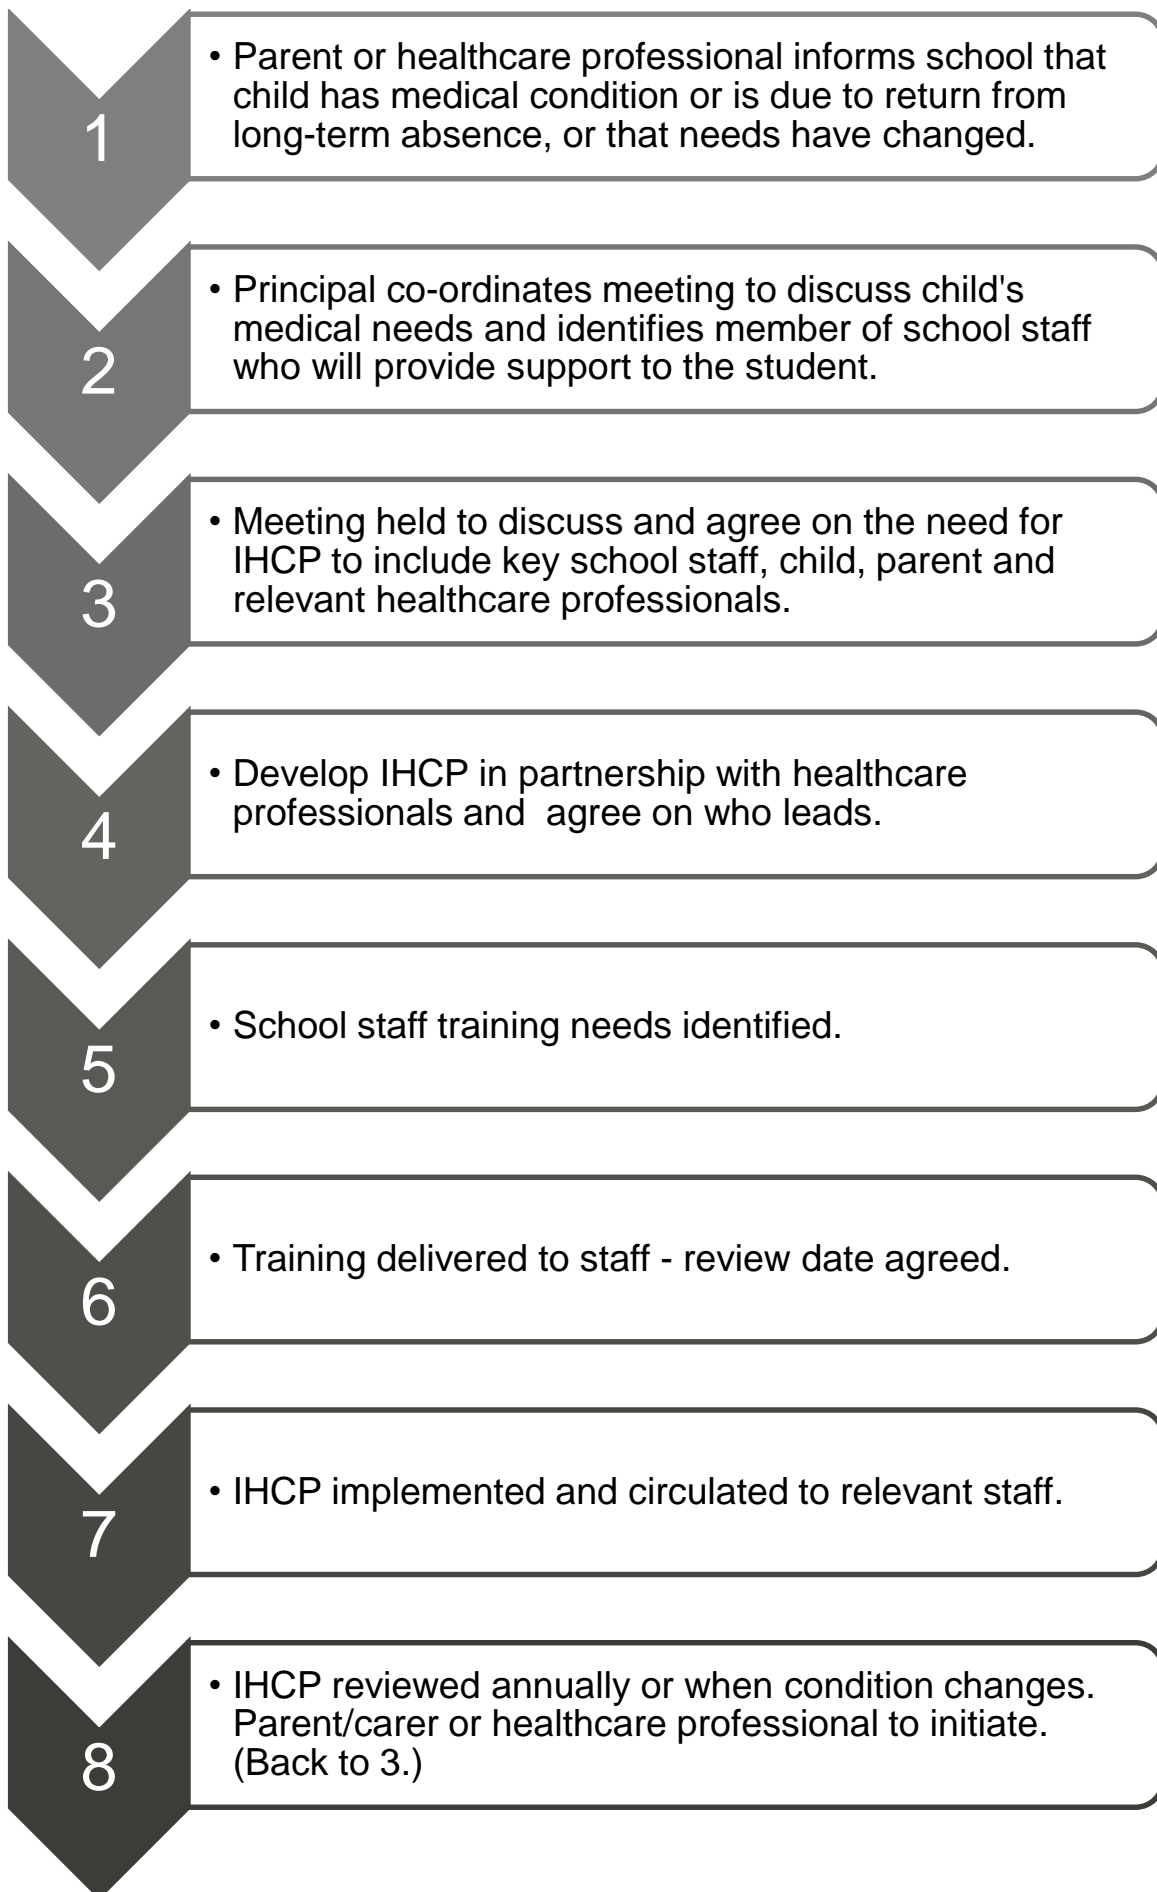 1
• Parent or healthcare professional informs school that
child has medical condition or is due to return from
long-term absence, or that needs have changed.
2
• Principal co-ordinates meeting to discuss child's
medical needs and identifies member of school staff
who will provide support to the student.
3
• Meeting held to discuss and agree on the need for
IHCP to include key school staff, child, parent and
relevant healthcare professionals.
4
• Develop IHCP in partnership with healthcare
professionals and  agree on who leads.
5
• School staff training needs identified.
6
• Training delivered to staff - review date agreed.
7
• IHCP implemented and circulated to relevant staff.
8
• IHCP reviewed annually or when condition changes.
Parent/carer or healthcare professional to initiate.
(Back to 3.)